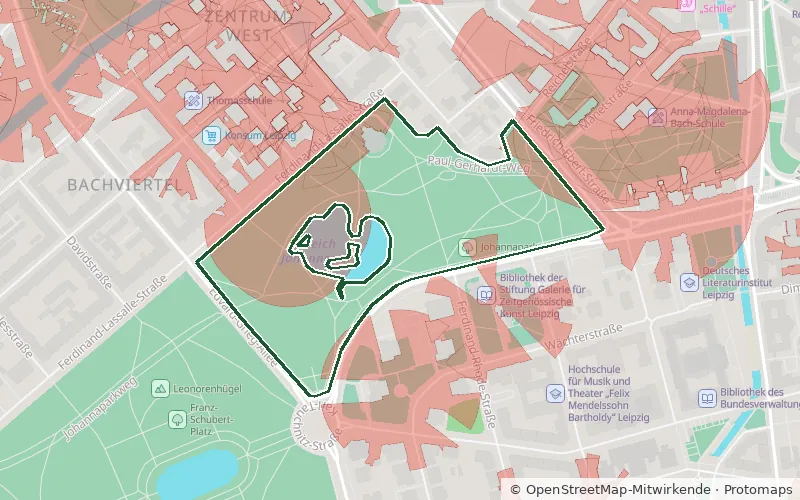 ZENTRUM-
WEST
„Schille“
Thomasschule
Konsum Leipzig
Ferdinand-Lassalle-Straße
Anna-Magdalena-
Bach-Schule
Friedrich-Ebert-Straße
Paul-Gerhardt-Weg
BACHVIERTEL
Davidstraße
Johannapark
Teich
Edvard-Grieg-Allee
Ferdinand-Lassalle-Straße
Bibliothek der
Stiftung Galerie für
Zeitgenössische
Kunst Leipzig
Deutsches
Literaturinstitut
Leipzig
Ferdinand-Rhode-Straße
Wächterstraße
Leonorenhügel
Johannaparkweg
Franz-
Schubert-
Platz
Hochschule
für Musik und
Theater „Felix
Mendelssohn
Bartholdy“ Leipzig
Bibliothek des
Bundesverwaltung
© OpenStreetMap-Mitwirkende © Protomaps